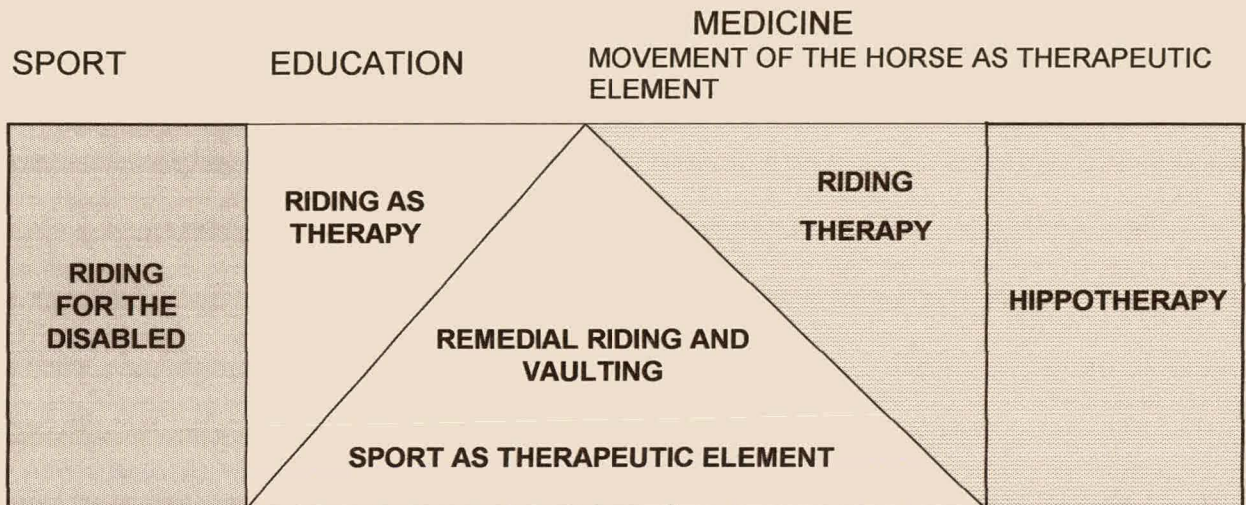 MEDICINE
SPORT
EDUCATION
MOVEMENT OF THE HORSE AS THERAPEUTIC
ELEMENT
RIDING
FOR THE
DISABLED
RIDING AS
THERAPY
REMEDIAL RIDING AND
VAULTING
SPORT AS THERAPEUTIC ELEMENT
RIDING
THERAPY
HIPPOTHERAPY